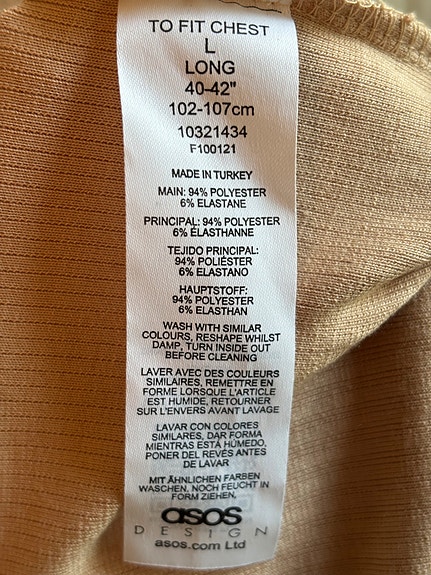 TO FIT CHEST
L
LONG
40-42"
102-107cm
10321434
F100121
MADE IN TURKEY
MAIN: 94% POLYESTER
6% ELASTANE
PRINCIPAL: 94% POLYESTER
6% ÉLASTHANNE
TEJIDO PRINCIPAL:
94% POLIÉSTER
6% ELASTANO
HAUPTSTOFF:
94% POLYESTER
6% ELASTHAN
WASH WITH SIMILAR
COLOURS, RESHAPE WHILST
DAMP, TURN INSIDE OUT
BEFORE CLEANING
LAVER AVEC DES COULEURS
SIMILAIRES, REMETTRE EN
FORME LORSQUE L'ARTICLE
EST HUMIDE, RETOURNER
SUR L'ENVERS AVANT LAVAGE
LAVAR CON COLORES
SIMILARES, DAR FORMA
MIENTRAS ESTÁ HÚMEDO,
PONER DEL REVÉS ANTES
DE LAVAR
MIT ÄHNLICHEN FARBEN
WASCHEN, NOCH FEUCHT IN
FORM ZIEHEN,
asos
DESIGN
asos.com Ltd